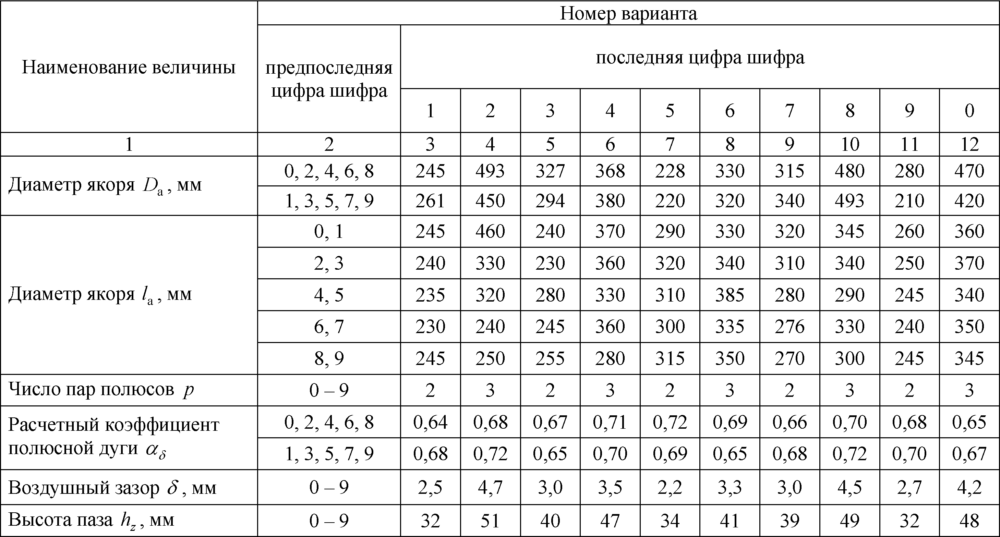 Номер варианта
Наименование величины
предпоследняя
цифра шифра
последняя цифра шифра
1 2 3 4 5 6 7 8 9 0
1 2 3 4 5 6 7 8 9 10 11 12
Диаметр якоря Dа, мм
0, 2, 4, 6, 8 245 493 327 368 228 330 315 480 280 470
1, 3, 5, 7, 9 261 450 294 380 220 320 340 493 210 420
Диаметр якоря lа, мм
0, 1 245 460 240 370 290 330 320 345 260 360
2, 3 240 330 230 360 320 340 310 340 250 370
4, 5 235 320 280 330 310 385 280 290 245 340
6, 7 230 240 245 360 300 335 276 330 240 350
8, 9 245 250 255 280 315 350 270 300 245 345
Число пар полюсов p 0 – 9 2 3 2 3 2 3 2 3 2 3
Расчетный коэффициент
полюсной дуги αδ
0, 2, 4, 6, 8 0,64 0,68 0,67 0,71 0,72 0,69 0,66 0,70 0,68 0,65
1, 3, 5, 7, 9 0,68 0,72 0,65 0,70 0,69 0,65 0,68 0,72 0,70 0,67
Воздушный зазор δ, мм 0 – 9 2,5 4,7 3,0 3,5 2,2 3,3 3,0 4,5 2,7 4,2
Высота паза hz, мм 0 – 9 32 51 40 47 34 41 39 49 32 48